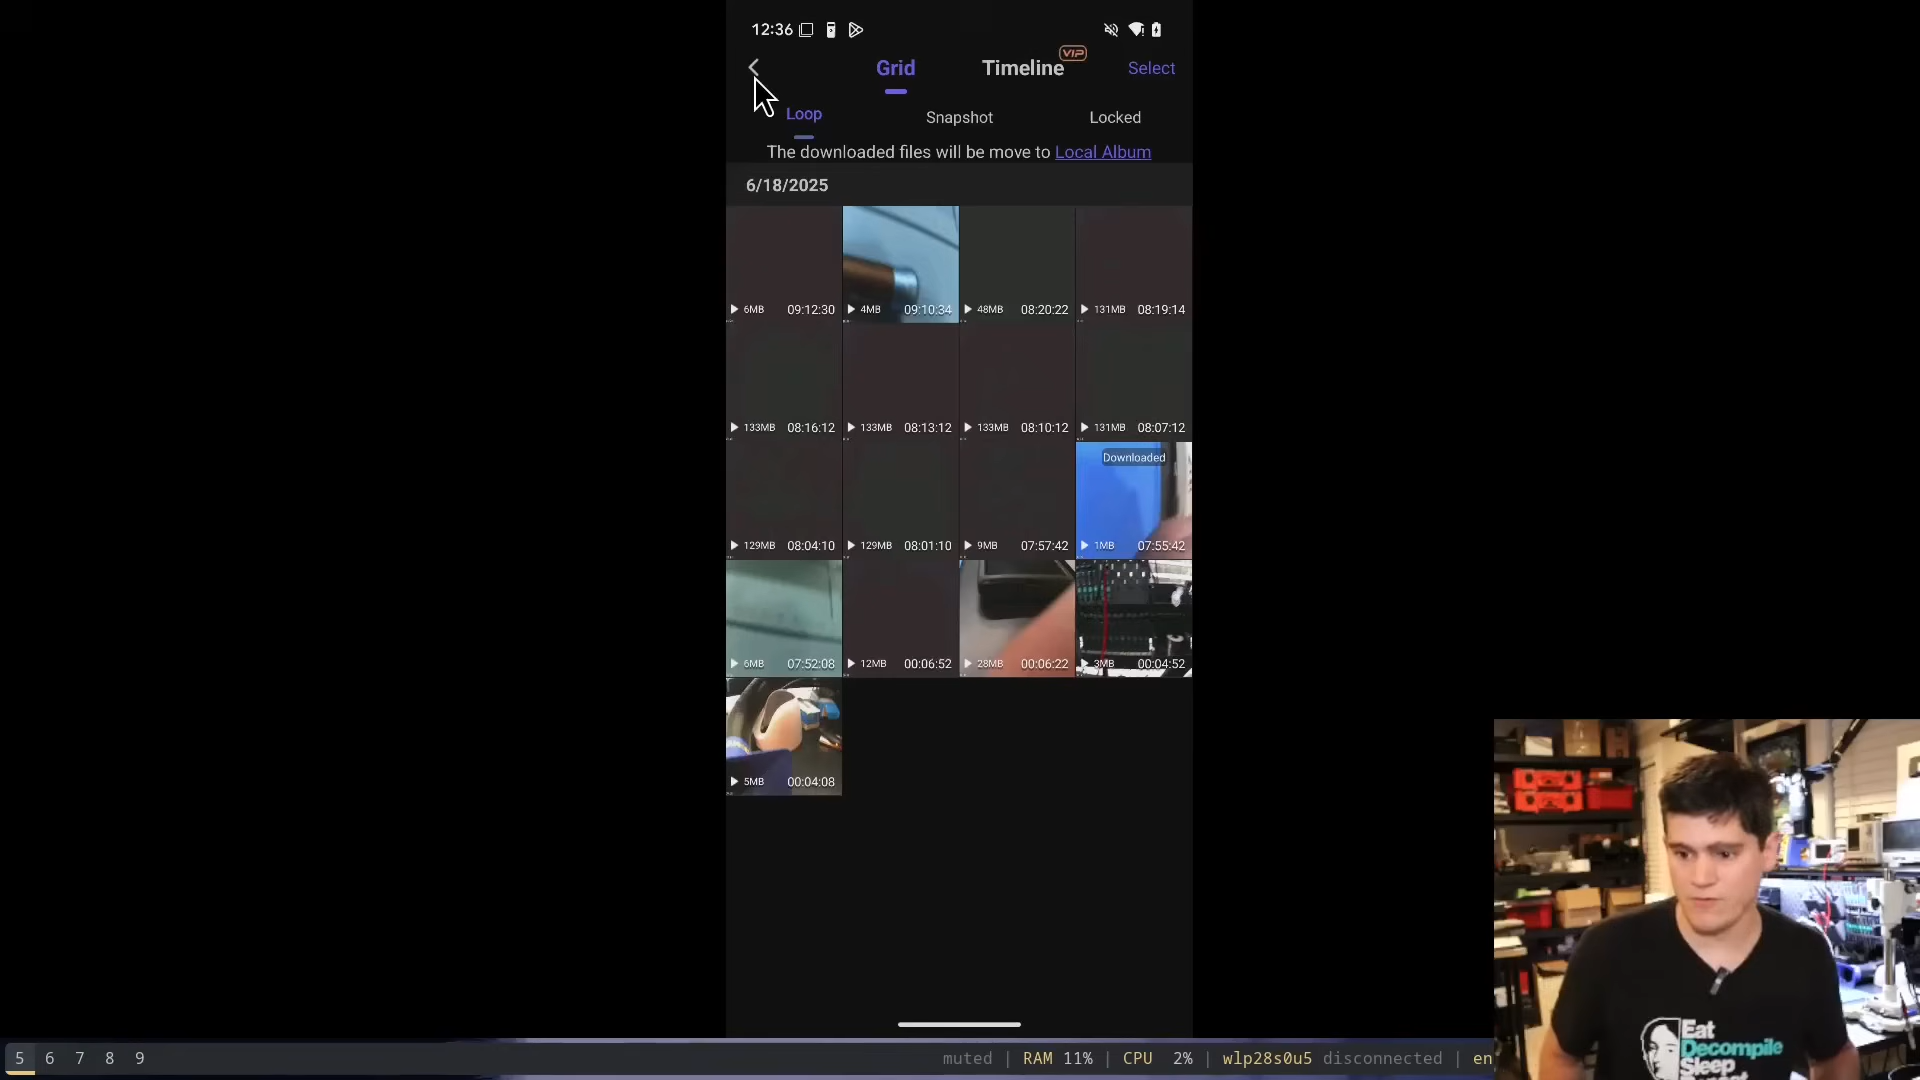 12:36
VIP
Grid Timeline Select
Loop Snapshot Locked
The downloaded files will be move to Local Album
6/18/2025
6MB 09:12:30 4MB 09:10:34 48MB 08:20:22 131MB 08:19:14
133MB 08:16:12 133MB 08:13:12 133MB 08:10:12 131MB 08:07:12
Downloaded
129MB 08:04:10 129MB 08:01:10 9MB 07:57:42 1MB 07:55:42
6MB 07:52:08 12MB 00:06:52 28MB 00:06:22 3MB 00:04:52
5MB 00:04:08
Eat
Decompile
Sleep
5 6 7 8 9 muted | RAM 11% | CPU 2% | wlp28s0u5 disconnected | en